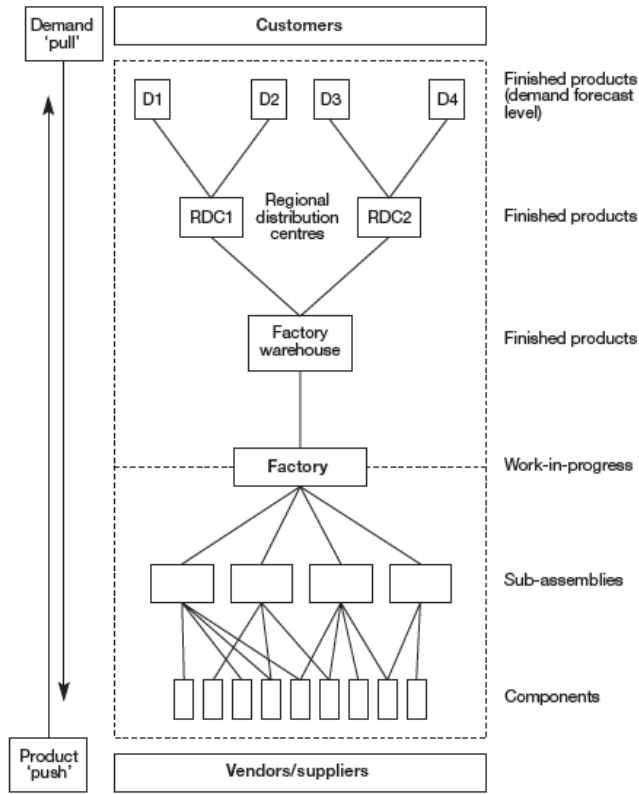 Demand
‘pull’
Customers
D1
D2
D3
D4
Finished products
(demand forecast
level)
RDC1
Regional
distribution
centres
RDC2
Finished products
Factory
warehouse
Finished products
Factory
Work-in-progress
Sub-assemblies
Components
Product
‘push’
Vendors/suppliers